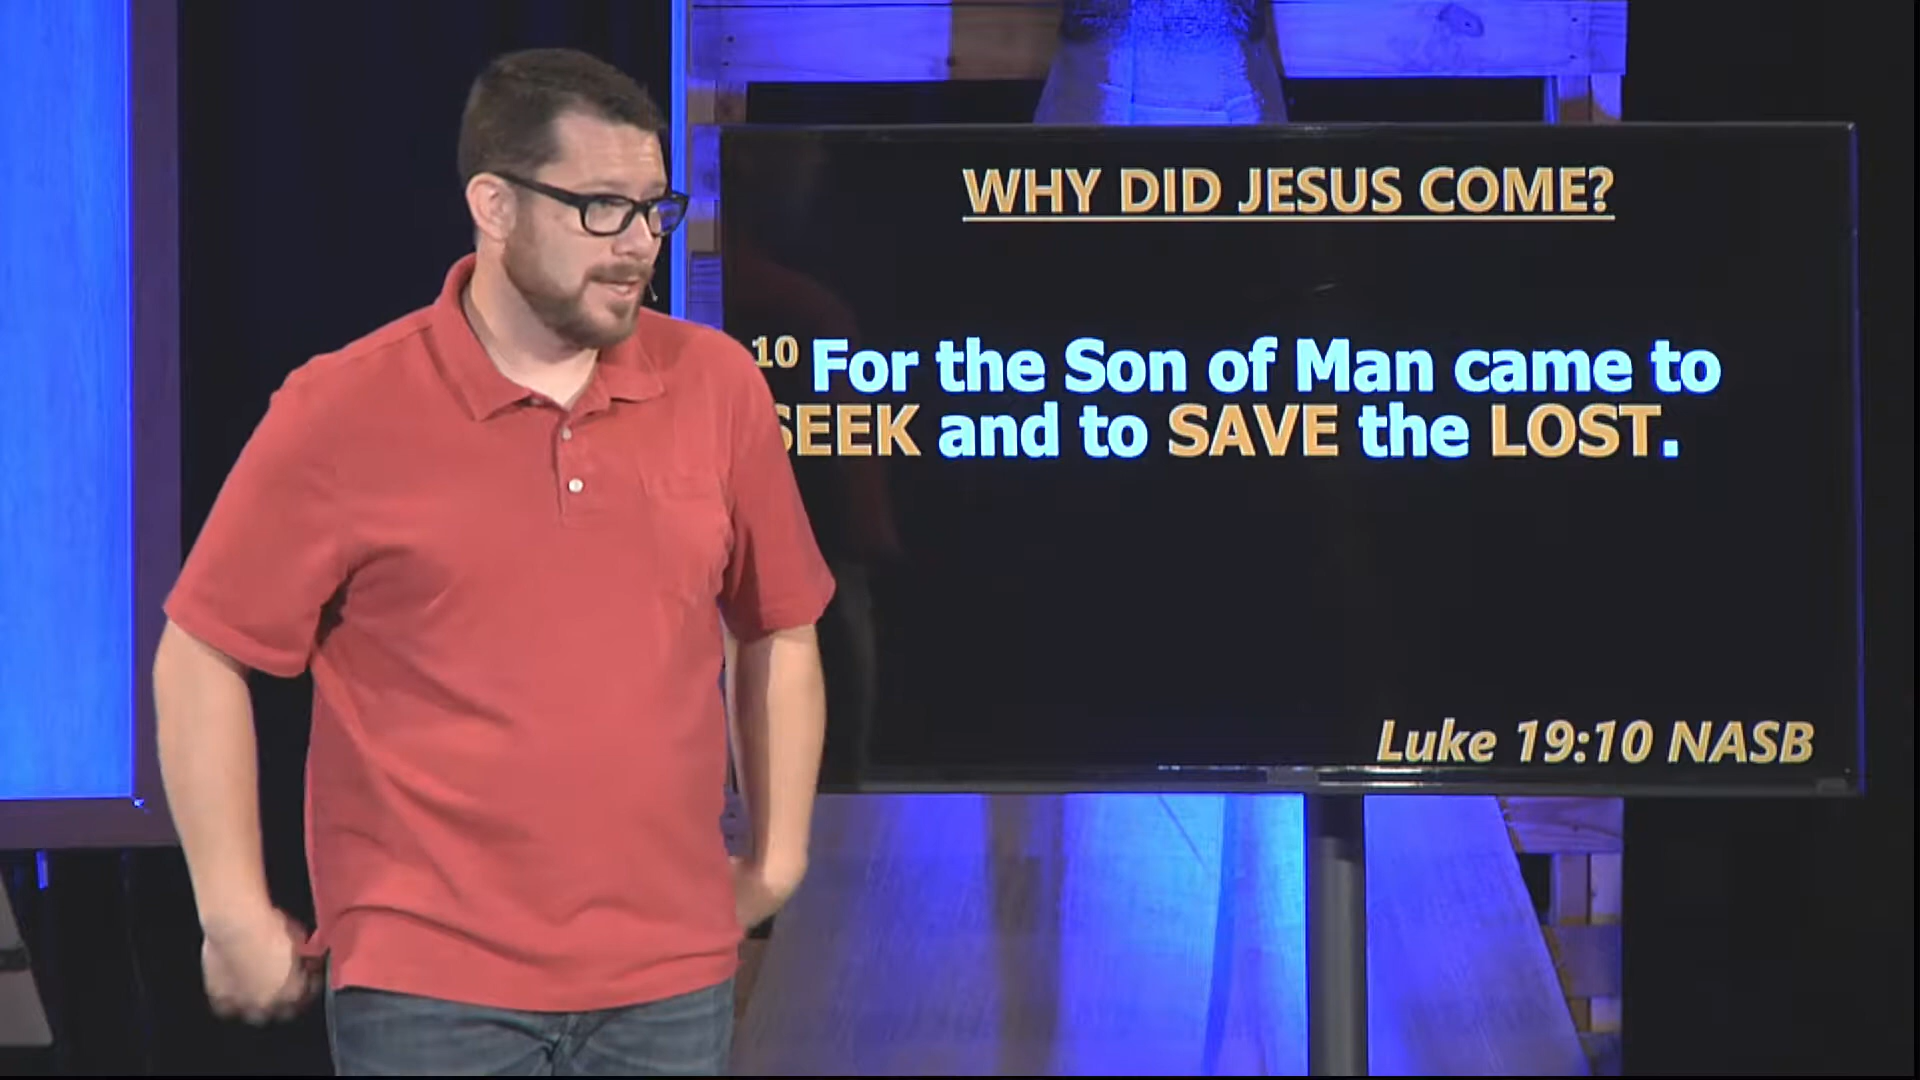 WHY DID JESUS COME?
10 For the Son of Man came to
SEEK and to SAVE the LOST.
Luke 19:10 NASB